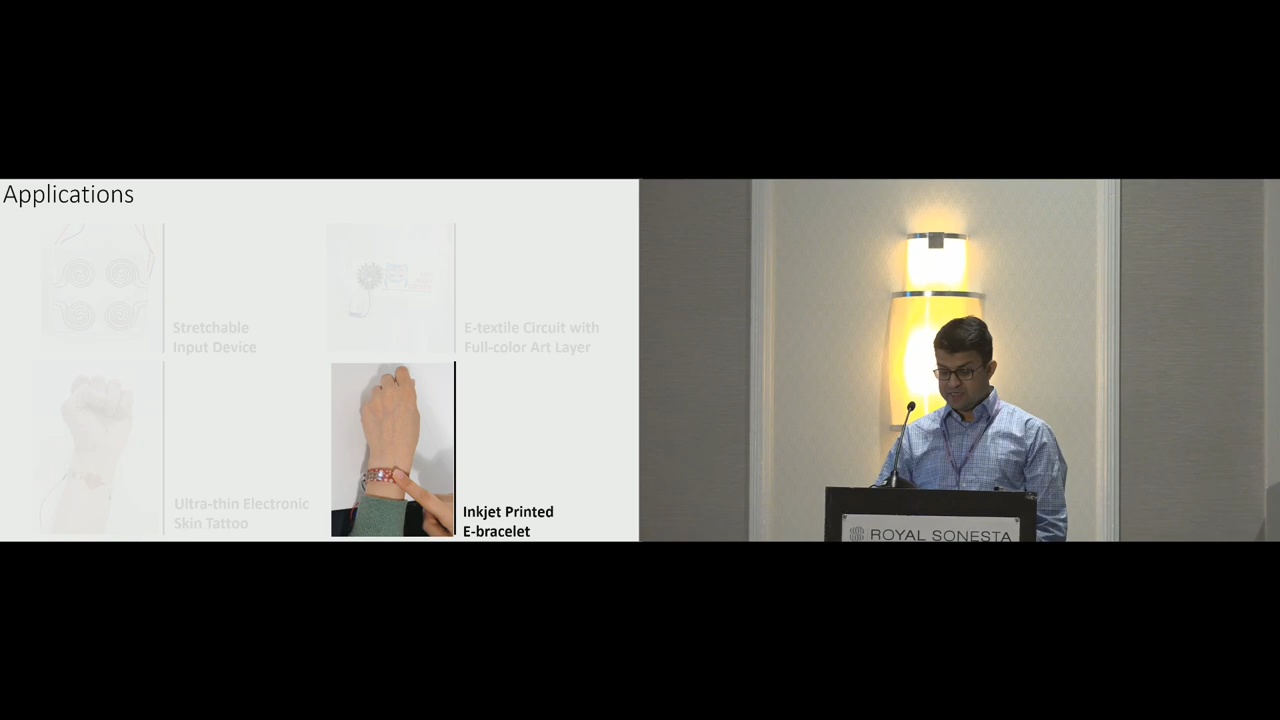 Applications
Stretchable
Input Device
E-textile Circuit with
Full-color Art Layer
Ultra-thin Electronic
Skin Tattoo
Inkjet Printed
E-bracelet
ROYAL SONESTA